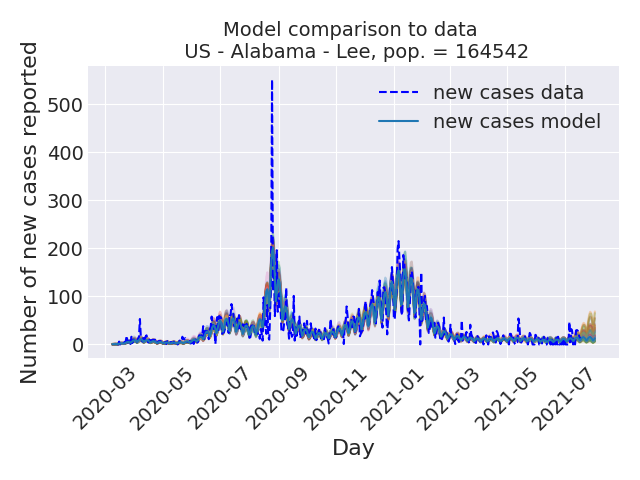 Model comparison to data
US - Alabama - Lee, pop. = 164542
new cases data
new cases model
Number of new cases reported
500
400
300
200
100
0
2020-03
2020-05
2020-07
2020-09
2020-11
2021-01
2021-03
2021-05
2021-07
Day